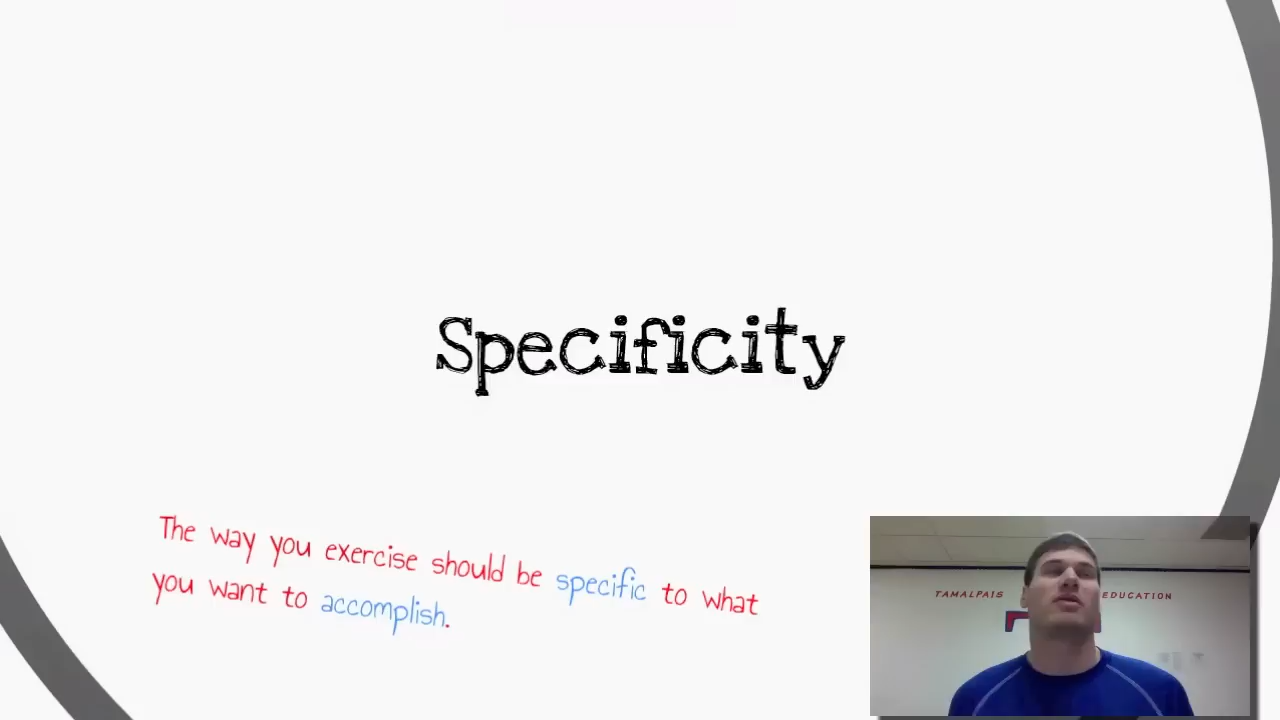 Specificity
The way you exercise should be specific to what
you want to accomplish.
TAMALPAIS EDUCATION